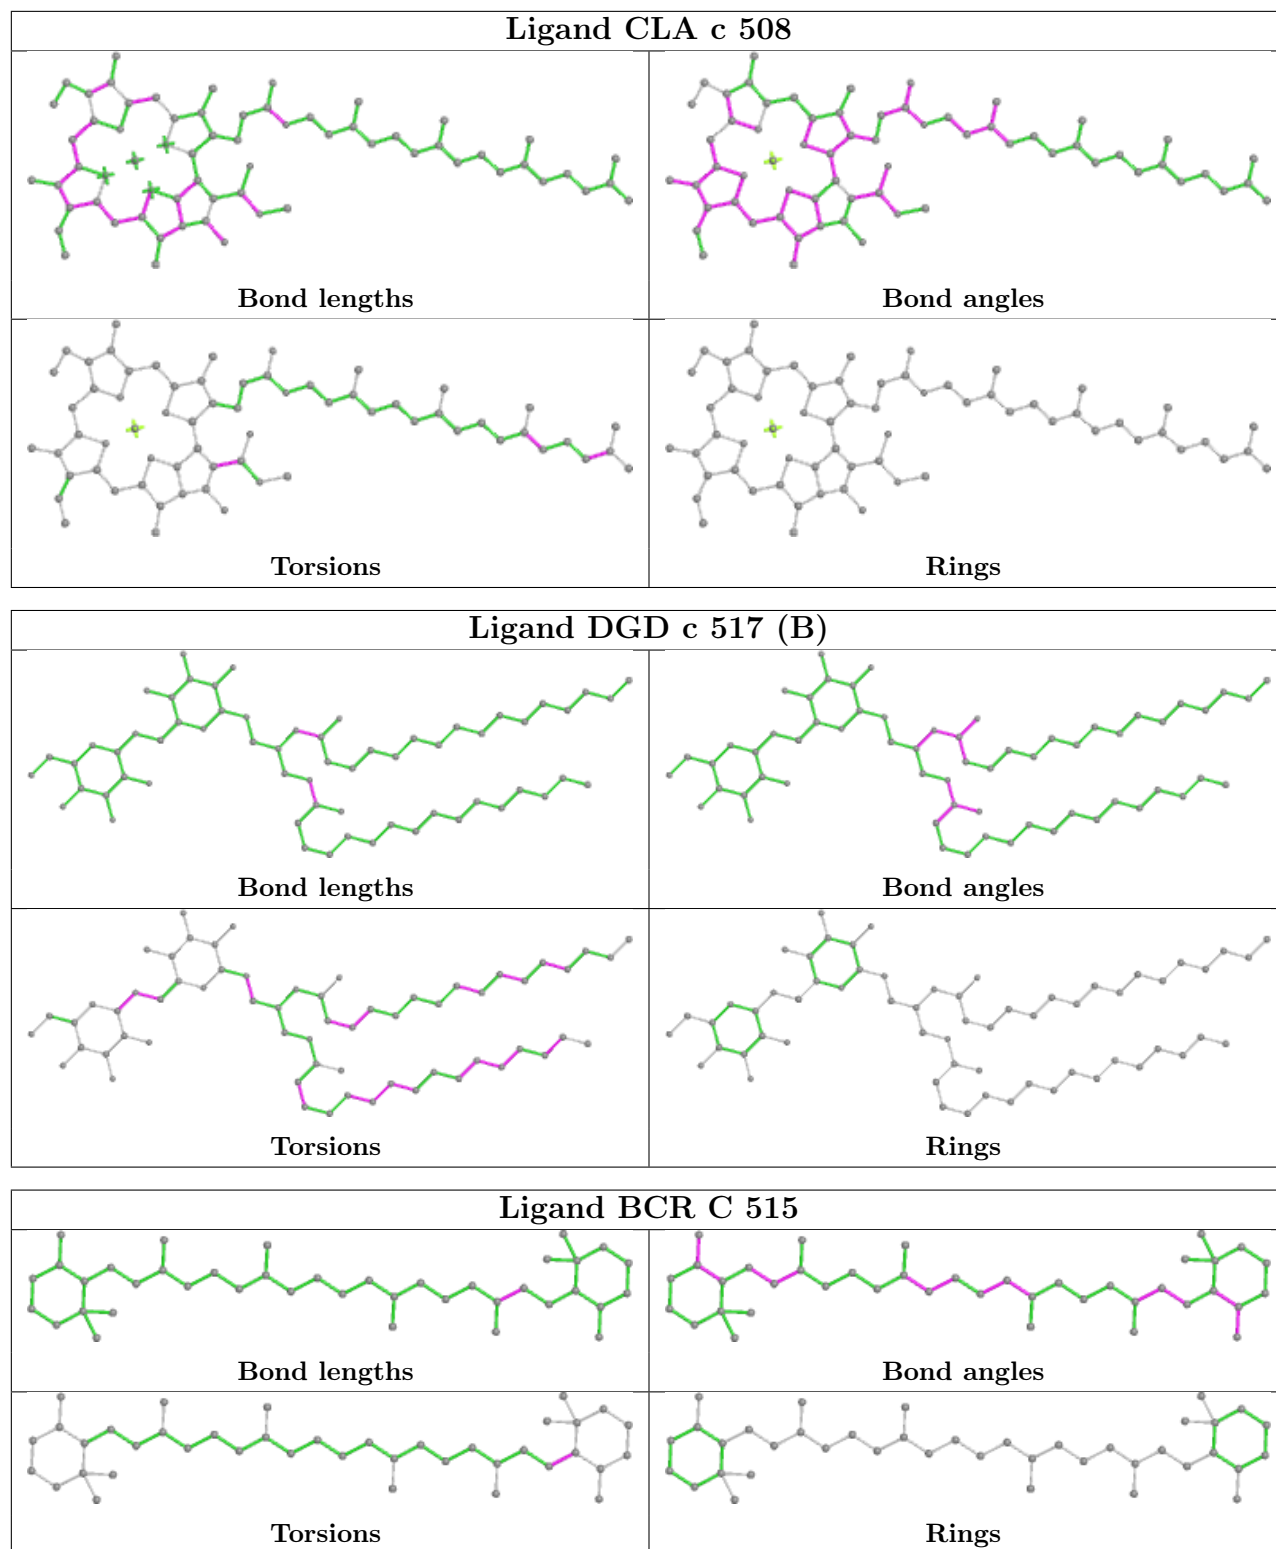 Ligand CLA c 508
Bond lengths
Bond angles
Torsions
Rings
Ligand DGD c 517 (B)
Bond lengths
Bond angles
Torsions
Rings
Ligand BCR C 515
Bond lengths
Bond angles
Torsions
Rings